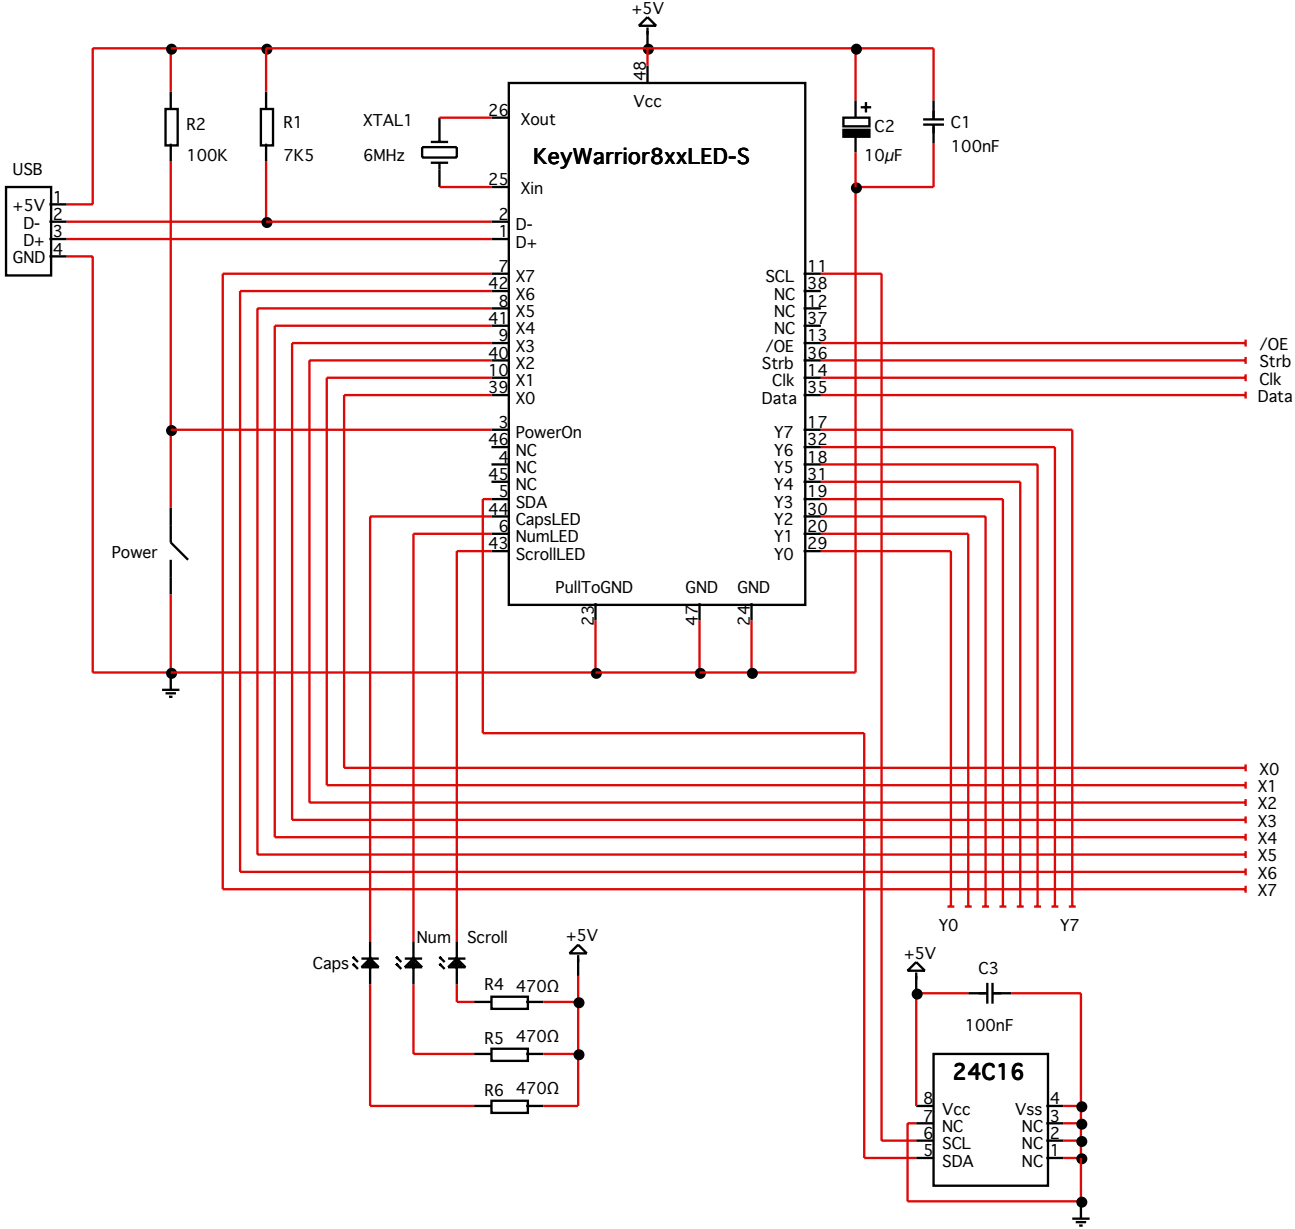 +5V
48
Vcc
26
Xout
XTAL1
R2
R1
C2
C1
+
100K
7K5
6MHz
KeyWarrior8xxLED-S
10µF
100nF
USB
25
Xin
+5V 1
D- 2
D+ 3
GND 4
2
D-
1
D+
7 X7
42 X6
8 X5
41 X4
9 X3
40 X2
10 X1
39 X0
3 PowerOn
46 NC
4 NC
45 NC
5 SDA
44 CapsLED
6 NumLED
43 ScrollLED
SCL 11
NC 38
NC 12
NC 37
/OE 13
Strb 36
Clk 14
Data 35
/OE
Strb
Clk
Data
Y7 17
Y6 32
Y5 18
Y4 31
Y3 19
Y2 30
Y1 20
Y0 29
Power
PullToGND GND GND
23 47 24
X0
X1
X2
X3
X4
X5
X6
X7
Y0 Y7
Caps
Num
Scroll
+5V
R4 470Ω
R5 470Ω
R6 470Ω
+5V
C3
100nF
24C16
8 Vcc
7 NC
6 SCL
5 SDA
Vss 4
NC 3
NC 2
NC 1